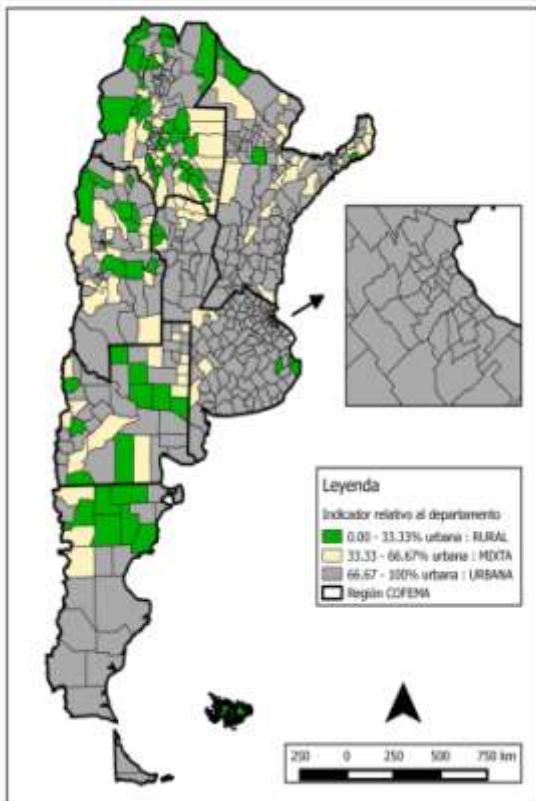 Leyenda
Indicador relativo al departamento
0.00 - 33.33% urbana : RURAL
33.33 - 66.67% urbana : MIXTA
66.67 - 100% urbana : URBANA
Región COFEMA
250 0 250 500 750 km